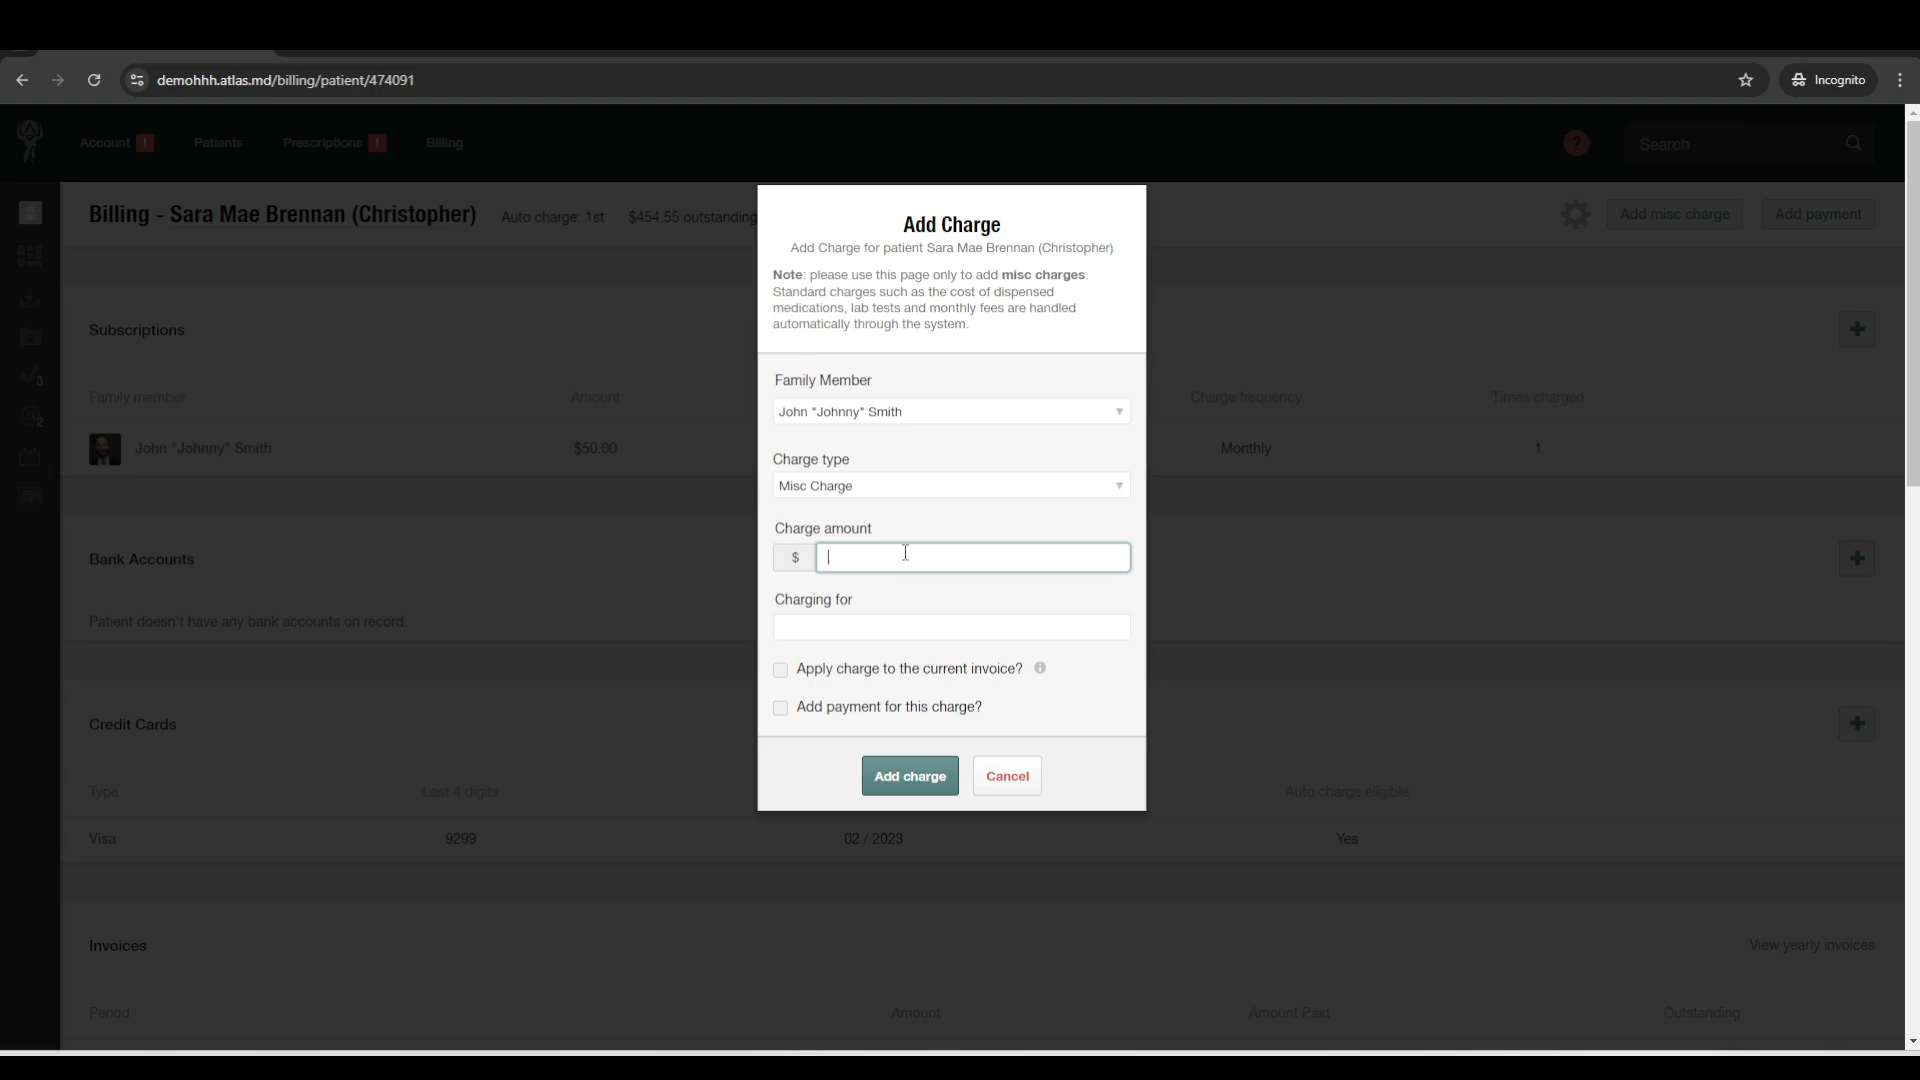 demohhh.atlas.md/billing/patient/474091
Incognito
Account !
Patients
Prescriptions !
Billing
?
Search
Billing - Sara Mae Brennan (Christopher)
Auto charge: 1st
$454.55 outstanding
Add misc charge
Add payment
Add Charge
Add Charge for patient Sara Mae Brennan (Christopher)
Note: please use this page only to add misc charges.
Standard charges such as the cost of dispensed
medications, lab tests and monthly fees are handled
automatically through the system.
Subscriptions
Family member
Amount
Charge frequency
Times charged
John "Johnny" Smith
$50.00
Monthly
1
3
2
Family Member
John "Johnny" Smith
Charge type
Misc Charge
Charge amount
$
Charging for
Apply charge to the current invoice?
Add payment for this charge?
Add charge
Cancel
Bank Accounts
Patient doesn't have any bank accounts on record.
Credit Cards
Type
Last 4 digits
Auto charge eligible
Visa
9299
02 / 2023
Yes
Invoices
View yearly invoices
Period
Amount
Amount Paid
Outstanding